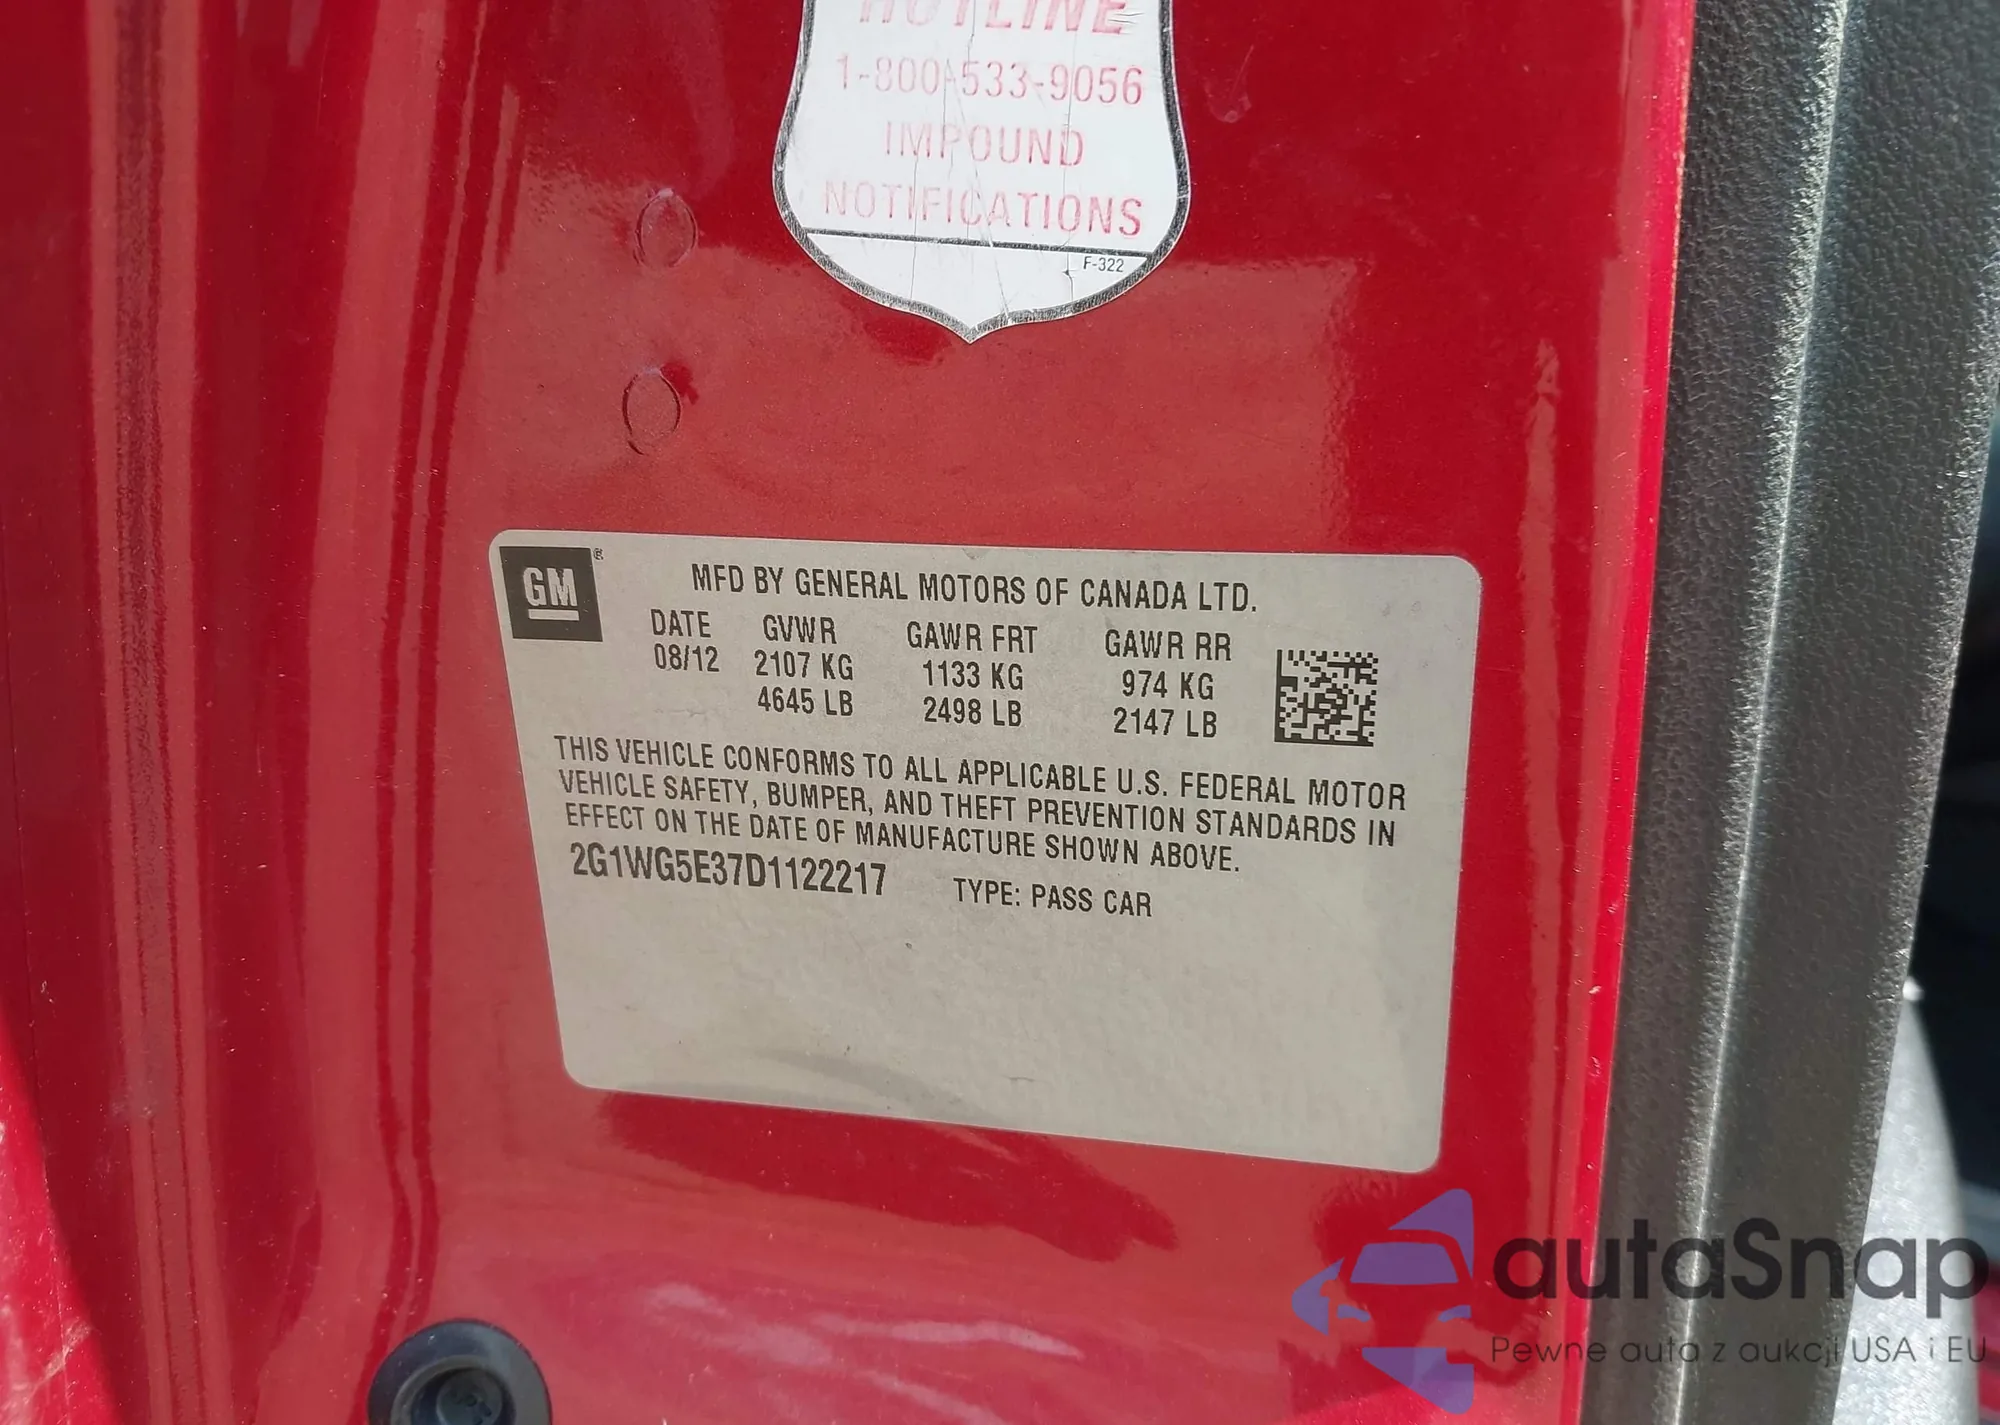 HOTLINE
1-800-533-9056
IMPOUND
NOTIFICATIONS
F-322
GM ®
MFD BY GENERAL MOTORS OF CANADA LTD.
DATE GVWR GAWR FRT GAWR RR
08/12 2107 KG 1133 KG 974 KG
4645 LB 2498 LB 2147 LB
THIS VEHICLE CONFORMS TO ALL APPLICABLE U.S. FEDERAL MOTOR
VEHICLE SAFETY, BUMPER, AND THEFT PREVENTION STANDARDS IN
EFFECT ON THE DATE OF MANUFACTURE SHOWN ABOVE.
2G1WG5E37D1122217 TYPE: PASS CAR
autaSnap
Pewne auta z aukcji USA i EU